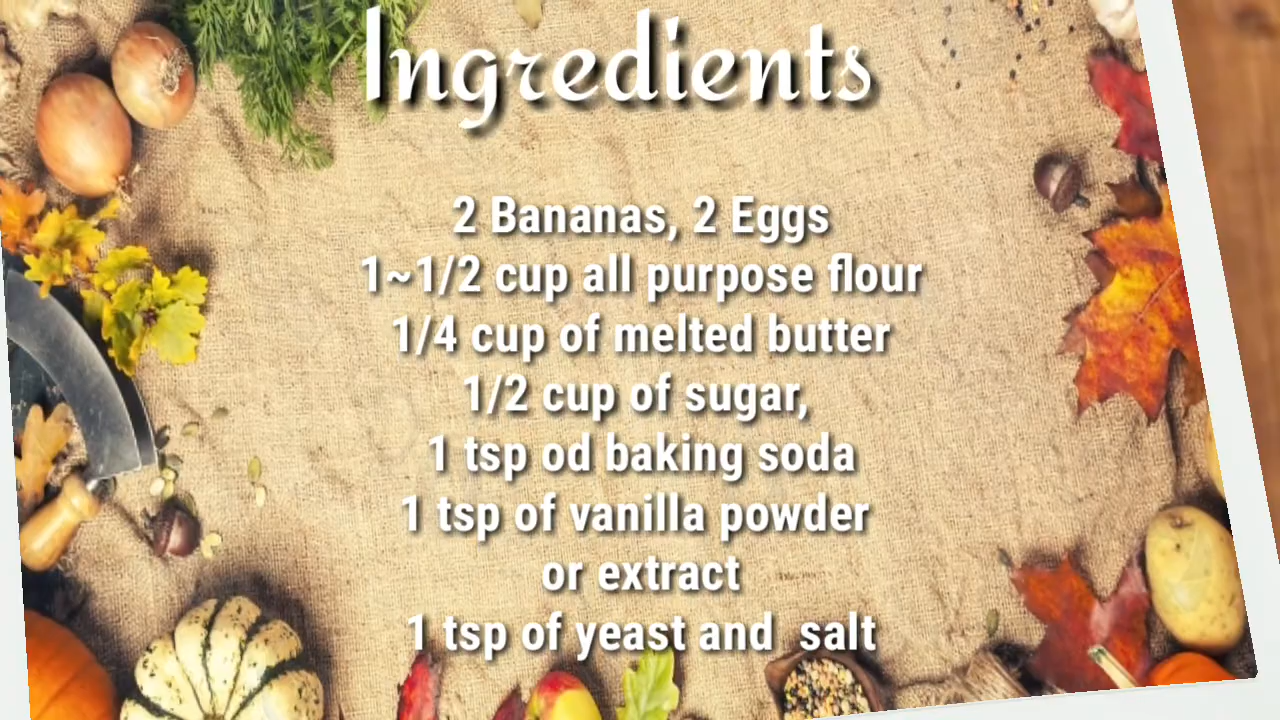 Ingredients
2 Bananas, 2 Eggs
1~1/2 cup all purpose flour
1/4 cup of melted butter
1/2 cup of sugar,
1 tsp od baking soda
1 tsp of vanilla powder
or extract
1 tsp of yeast and salt